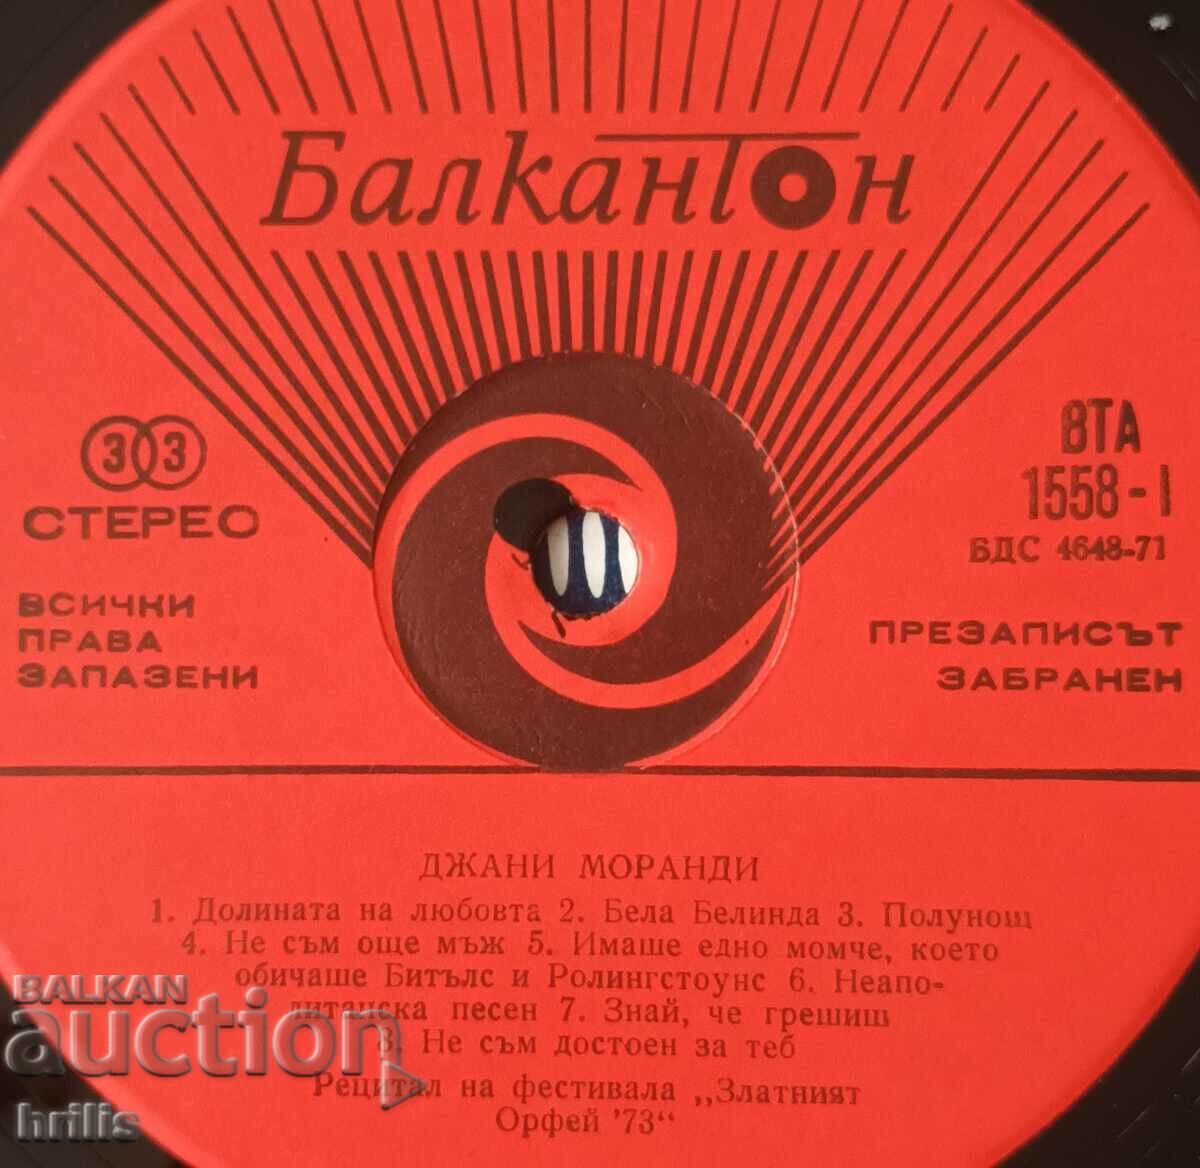 Балкантон
33
СТЕРЕО
ВСИЧКИ
ПРАВА
ЗАПАЗЕНИ
ВТА
1558-I
БДС 4648-71
ПРЕЗАПИСЪТ
ЗАБРАНЕН
ДЖАНИ МОРАНДИ
1. Долината на любовта 2. Бела Белинда 3. Полунощ
4. Не съм още мъж 5. Имаше едно момче, което
обичаше Битълс и Ролингстоунс 6. Неапо-
литанска песен 7. Знай, че грешиш
8. Не съм достоен за теб
Рецитал на фестивала „Златният
Орфей '73“
BALKAN
auction
hrilis